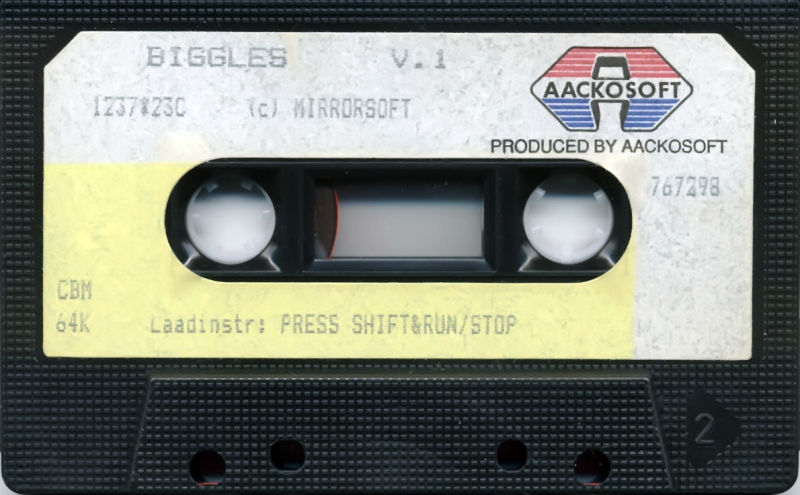 BIGGLES V.1
AACKOSOFT
1237*23C (c) MIRRORSOFT
PRODUCED BY AACKOSOFT
767298
CBM
64K Laadinstr: PRESS SHIFT&RUN/STOP
2